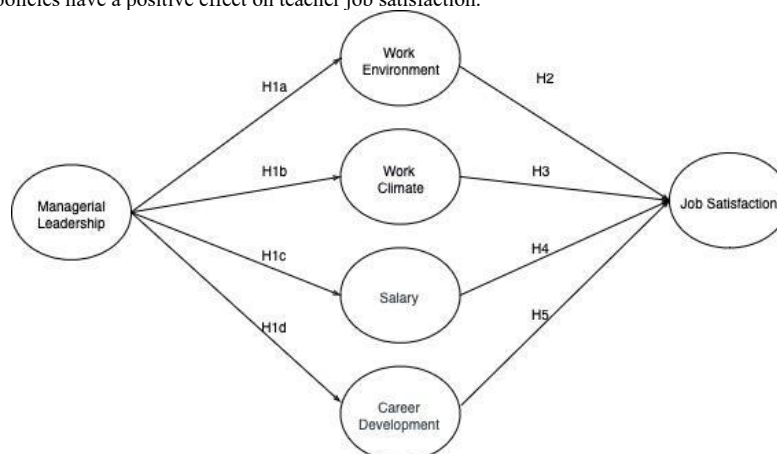 policies have a positive effect on teacher job satisfaction.
Work
Environment
H1a
H2
H1b
Work
Climate
H3
Managerial
Leadership
Job Satisfaction
H1c
Salary
H4
H1d
H5
Career
Development